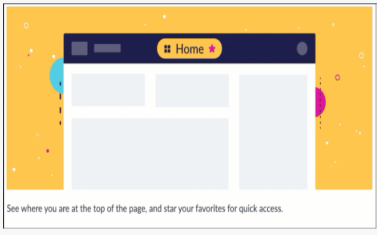 Home
See where you are at the top of the page, and star your favorites for quick access.